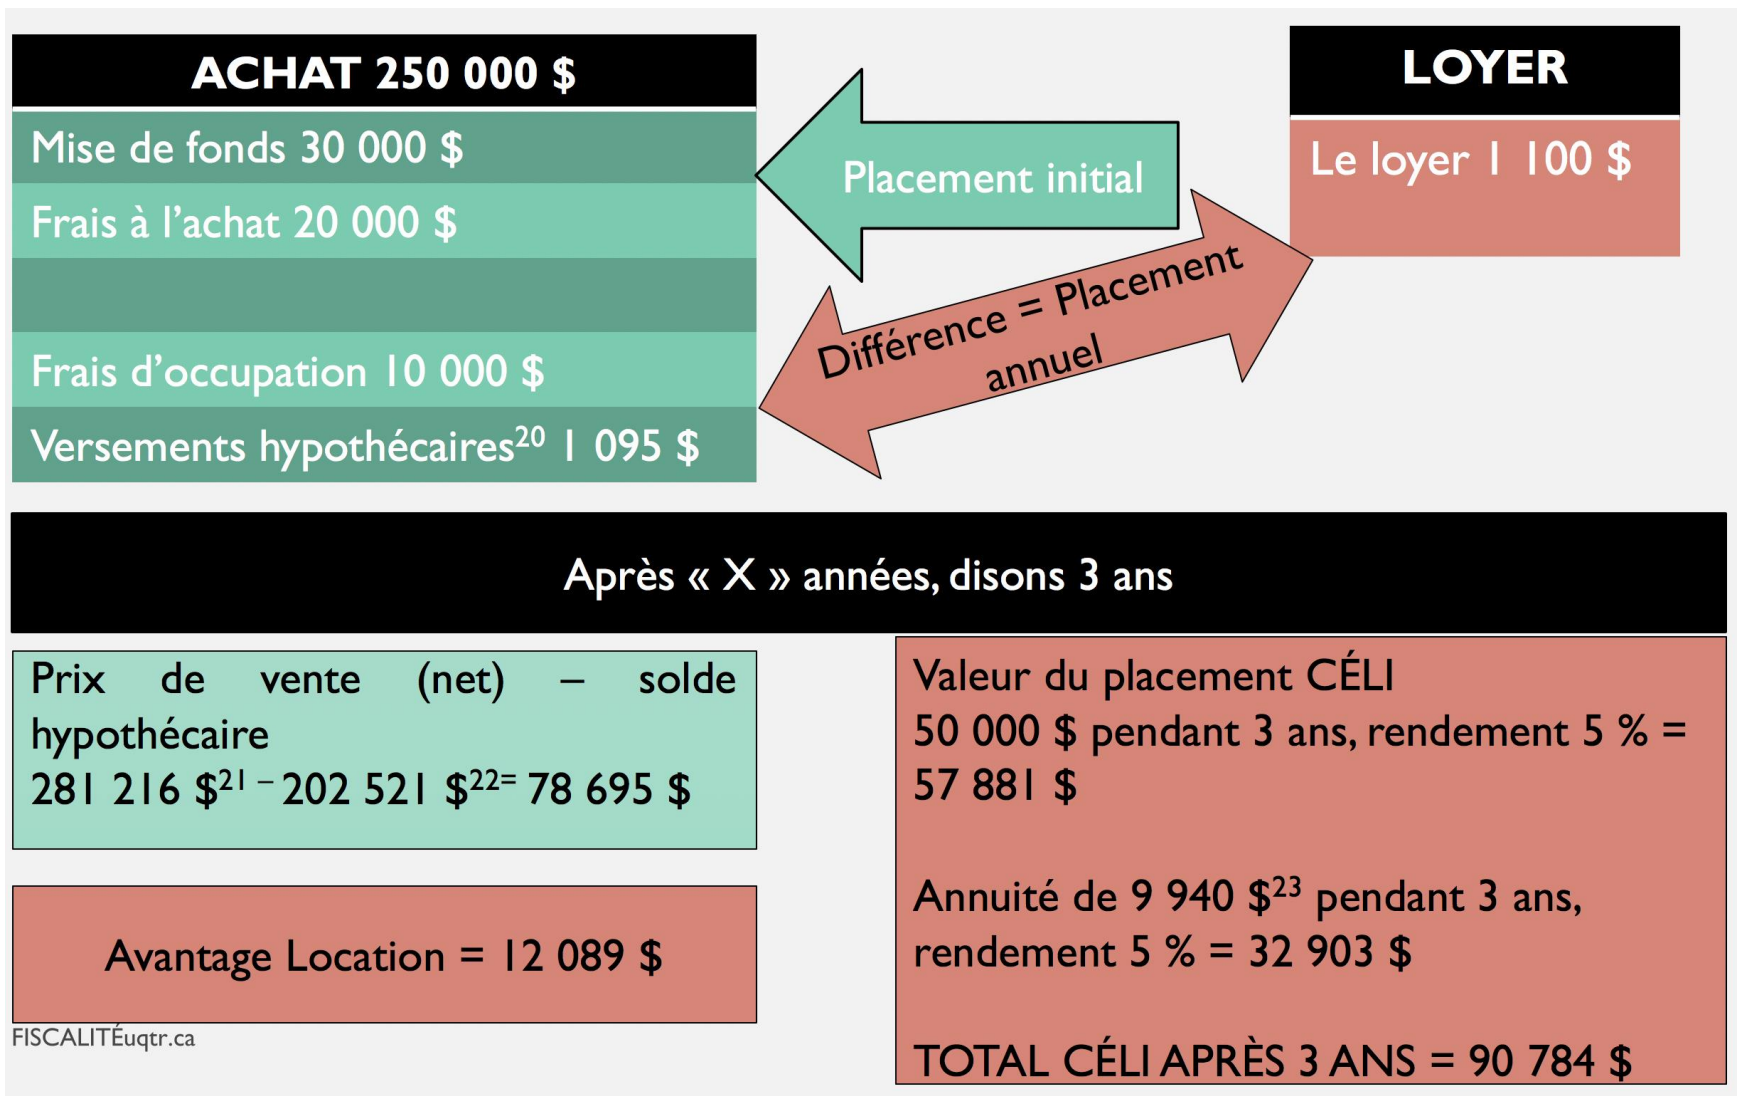 ACHAT 250 000 $
Mise de fonds 30 000 $
Frais à l’achat 20 000 $
Frais d’occupation 10 000 $
Versements hypothécaires²⁰ 1 095 $
Placement initial
Différence = Placement
annuel
LOYER
Le loyer 1 100 $
Après « X » années, disons 3 ans
Prix de vente (net) – solde
hypothécaire
281 216 $²¹ – 202 521 $²²⁼ 78 695 $
Avantage Location = 12 089 $
FISCALITÉuqtr.ca
Valeur du placement CÉLI
50 000 $ pendant 3 ans, rendement 5 % =
57 881 $
Annuité de 9 940 $²³ pendant 3 ans,
rendement 5 % = 32 903 $
TOTAL CÉLI APRÈS 3 ANS = 90 784 $